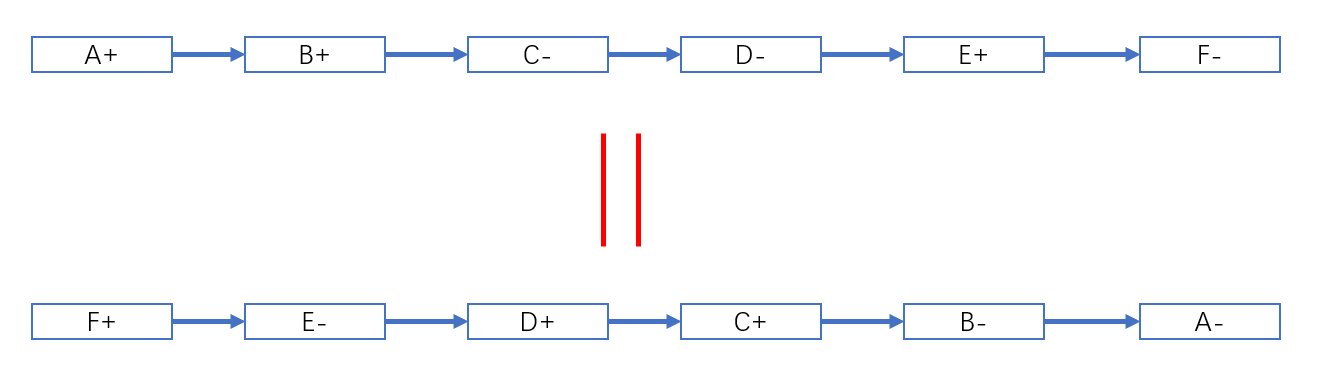 A+ B+ C- D- E+ F-
F+ E- D+ C+ B- A-